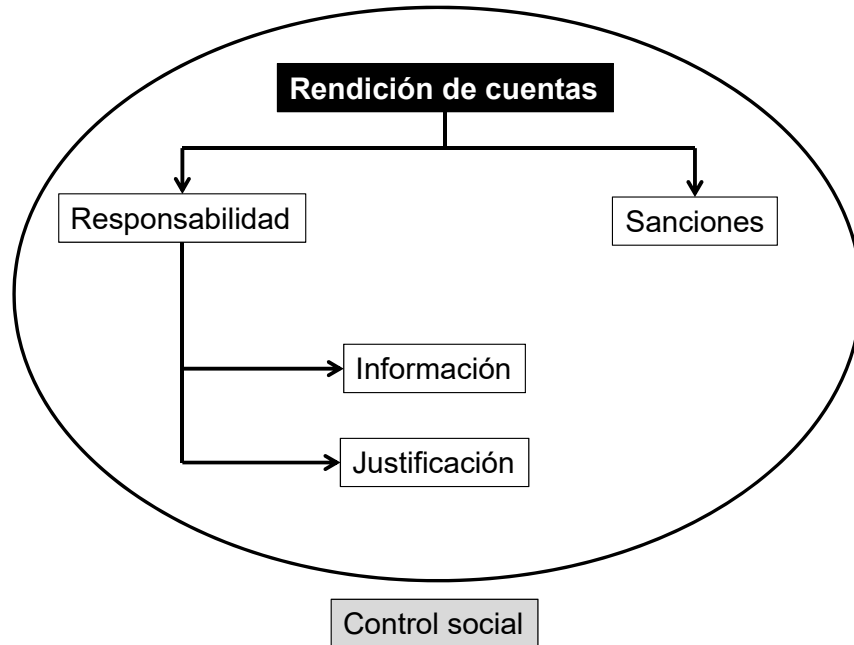 Rendición de cuentas
Responsabilidad
Sanciones
Información
Justificación
Control social